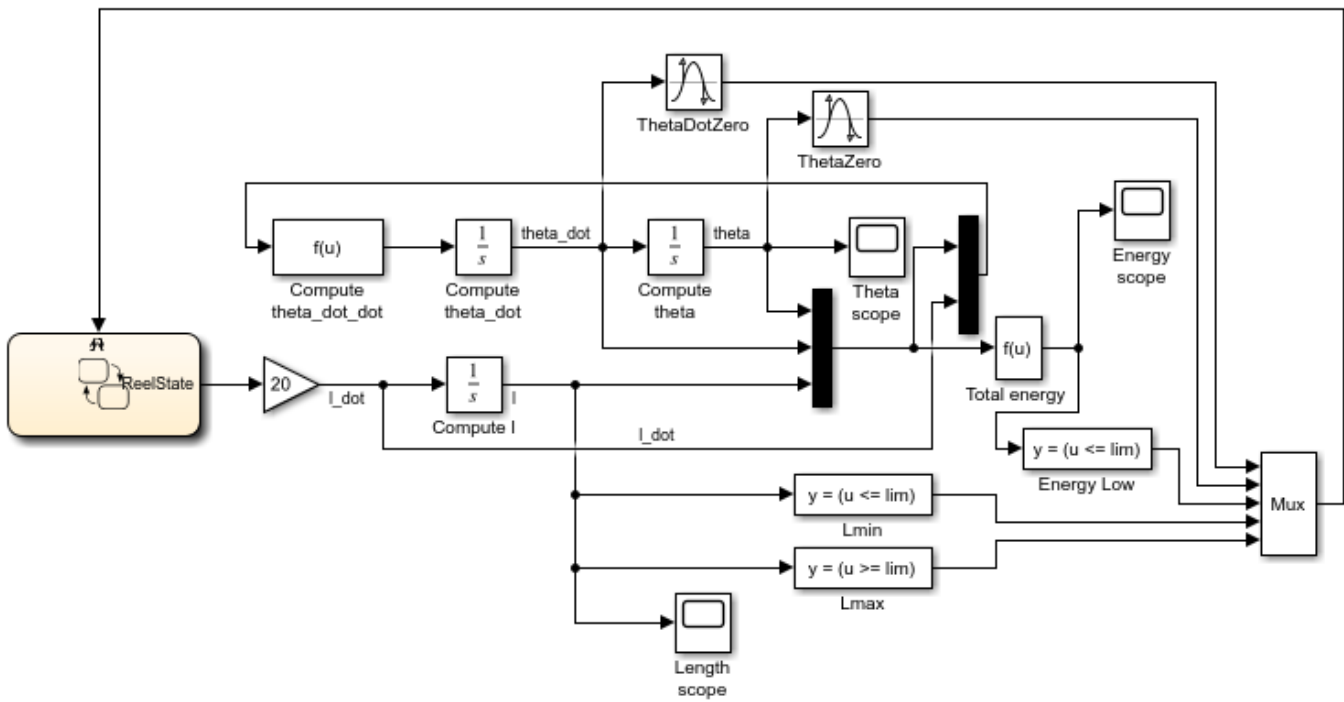 ThetaDotZero
ThetaZero
f(u)
Compute
theta_dot_dot
1
s
Compute
theta_dot
theta_dot
1
s
Compute
theta
theta
Theta
scope
Energy
scope
ReelState
20
l_dot
1
s
Compute l
l
l_dot
f(u)
Total energy
y = (u <= lim)
Energy Low
y = (u <= lim)
Lmin
y = (u >= lim)
Lmax
Mux
Length
scope